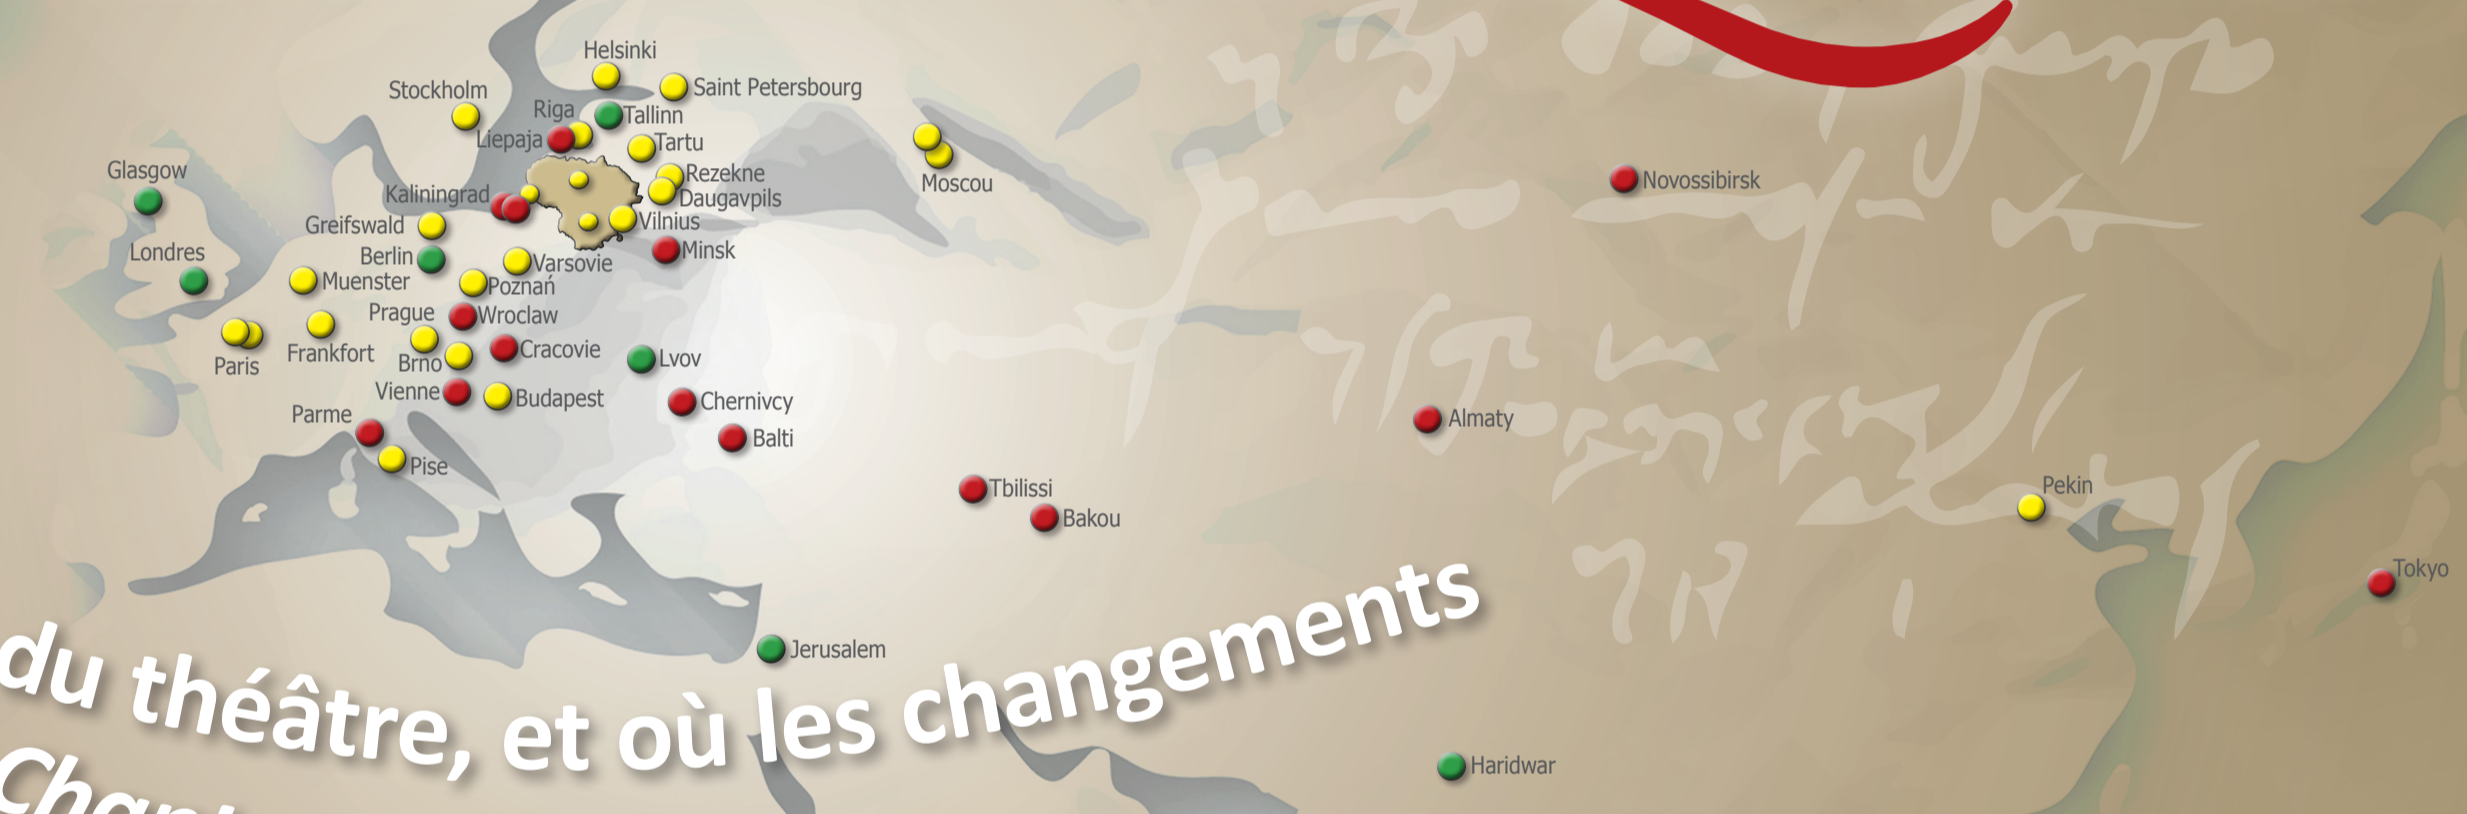 Helsinki
Stockholm
Saint Petersbourg
Riga
Tallinn
Liepaja
Tartu
Glasgow
Rezekne
Moscou
Novossibirsk
Kaliningrad
Daugavpils
Greifswald
Vilnius
Londres
Berlin
Minsk
Varsovie
Muenster
Poznań
Prague
Wroclaw
Paris
Frankfort
Brno
Cracovie
Lvov
Vienne
Budapest
Chernivcy
Parme
Almaty
Balti
Pise
Tbilissi
Pekin
Bakou
Tokyo
Jerusalem
du théâtre, et où les changements
Haridwar